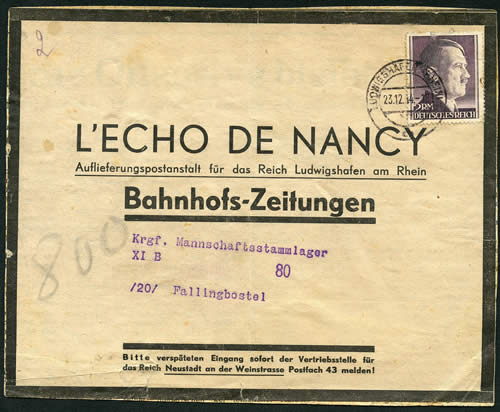 2
LUDWIGSHAFEN
23.12.
3RM
DEUTSCHES REICH
L'ECHO DE NANCY
Auflieferungspostanstalt für das Reich Ludwigshafen am Rhein
Bahnhofs-Zeitungen
800
Krgf. Mannschaftsstammlager
XI B
80
/20/ Fallingbostel
Bitte verspäteten Eingang sofort der Vertriebsstelle für
das Reich Neustadt an der Weinstrasse Postfach 43 melden!